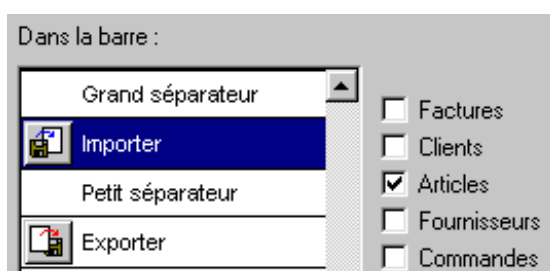 Dans la barre :
Grand séparateur
Importer
Petit séparateur
Exporter
Factures
Clients
Articles
Fournisseurs
Commandes